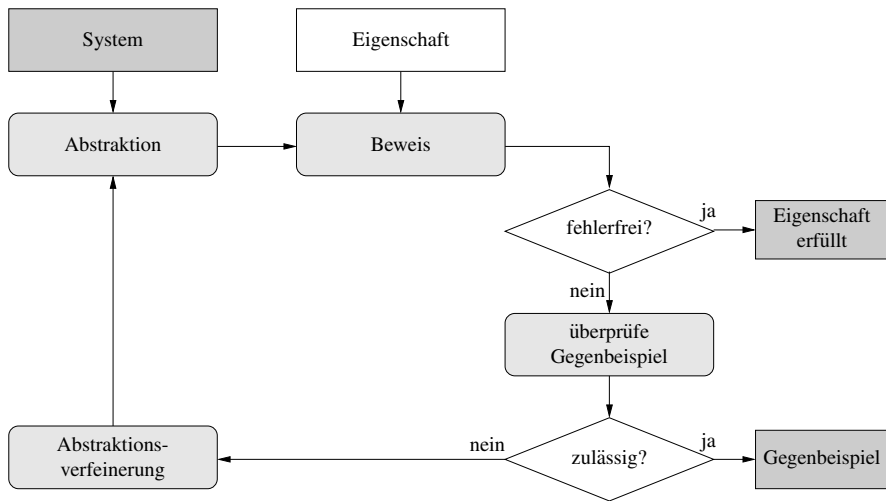 System
Eigenschaft
Abstraktion
Beweis
fehlerfrei?
ja
Eigenschaft
erfüllt
nein
überprüfe
Gegenbeispiel
Abstraktions-
verfeinerung
nein
zulässig?
ja
Gegenbeispiel